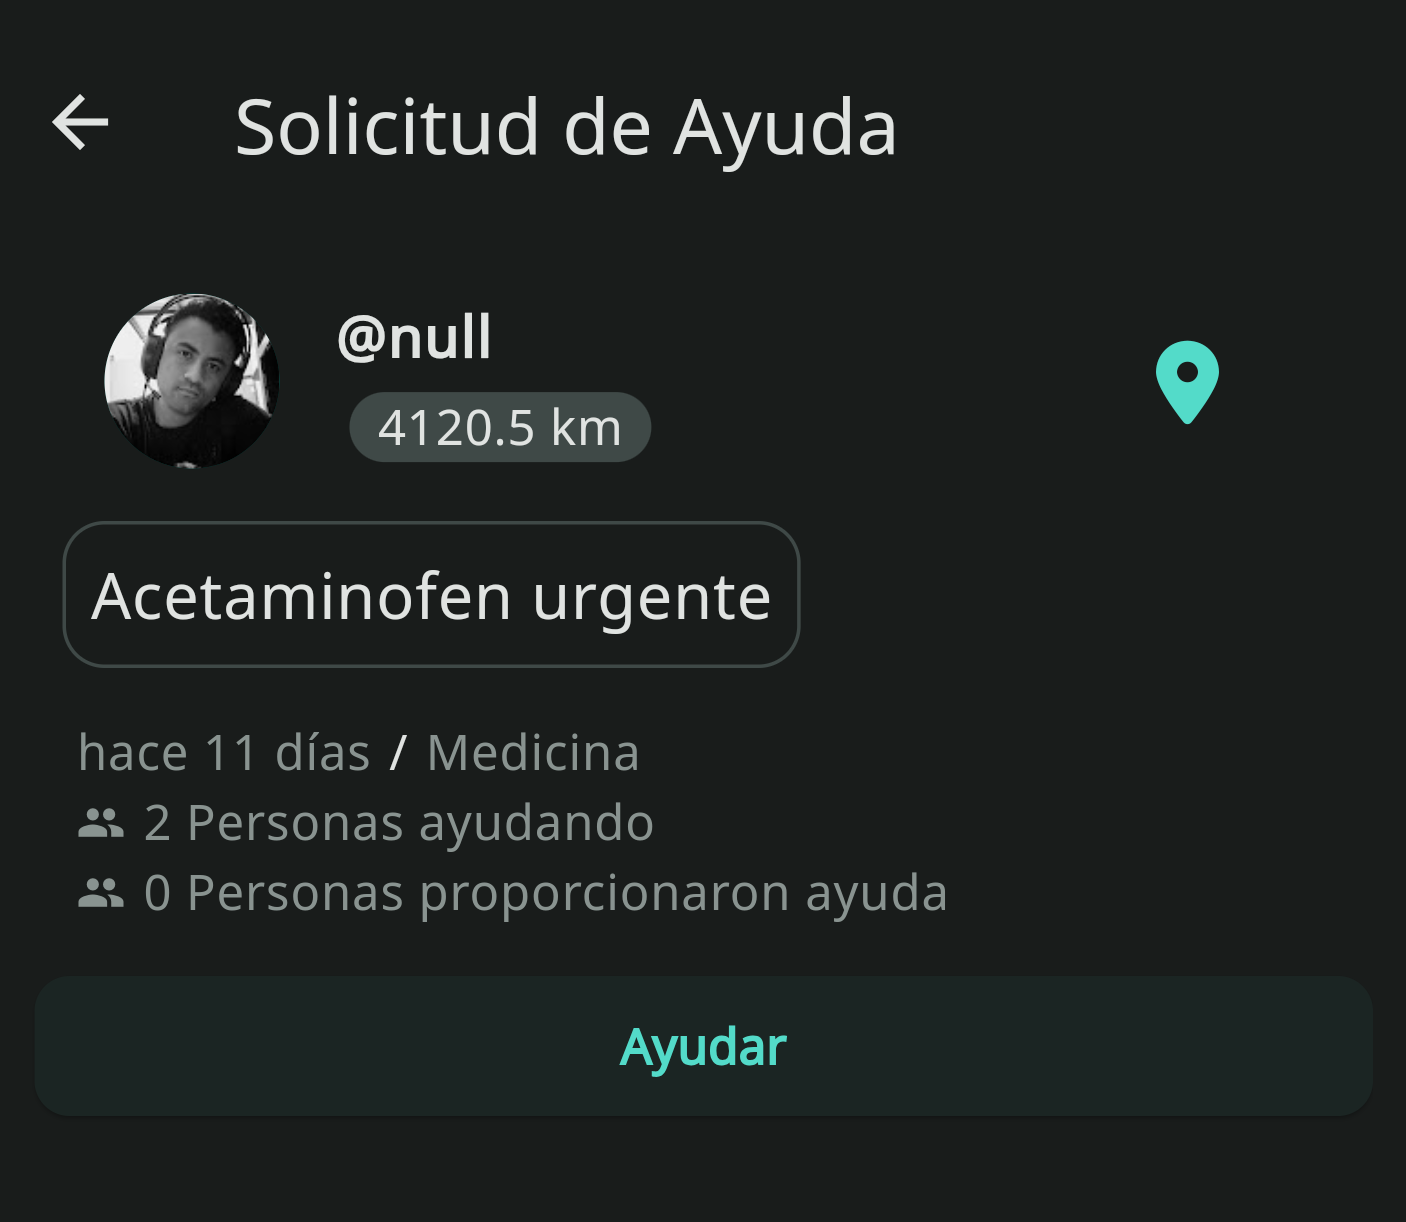 Solicitud de Ayuda
@null
4120.5 km
Acetaminofen urgente
hace 11 días / Medicina
2 Personas ayudando
0 Personas proporcionaron ayuda
Ayudar